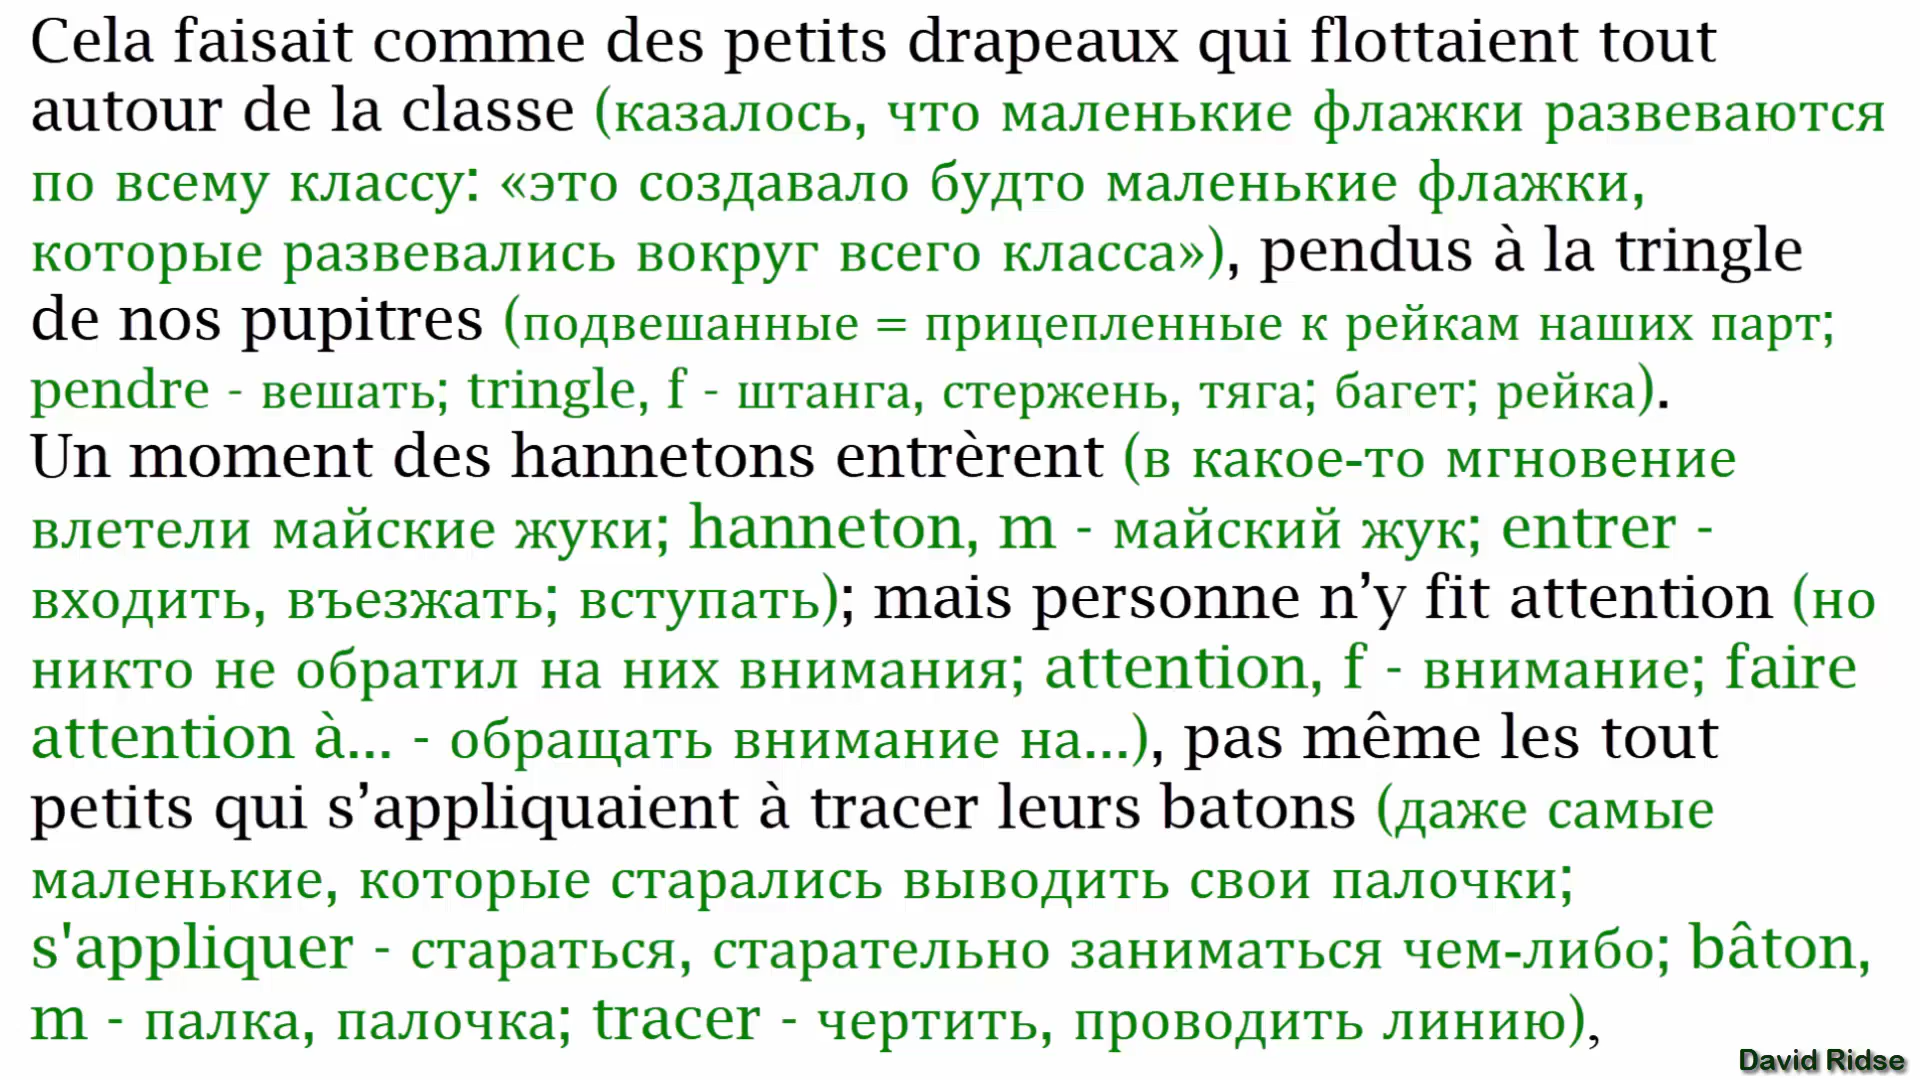 Cela faisait comme des petits drapeaux qui flottaient tout
autour de la classe (казалось, что маленькие флажки развеваются
по всему классу: «это создавало будто маленькие флажки,
которые развевались вокруг всего класса»), pendus à la tringle
de nos pupitres (подвешанные = прицепленные к рейкам наших парт;
pendre - вешать; tringle, f - штанга, стержень, тяга; багет; рейка).
Un moment des hannetons entrèrent (в какое-то мгновение
влетели майские жуки; hanneton, m - майский жук; entrer -
входить, въезжать; вступать); mais personne n’y fit attention (но
никто не обратил на них внимания; attention, f - внимание; faire
attention à... - обращать внимание на...), pas même les tout
petits qui s’appliquaient à tracer leurs batons (даже самые
маленькие, которые старались выводить свои палочки;
s'appliquer - стараться, старательно заниматься чем-либо; bâton,
m - палка, палочка; tracer - чертить, проводить линию),
David Ridse